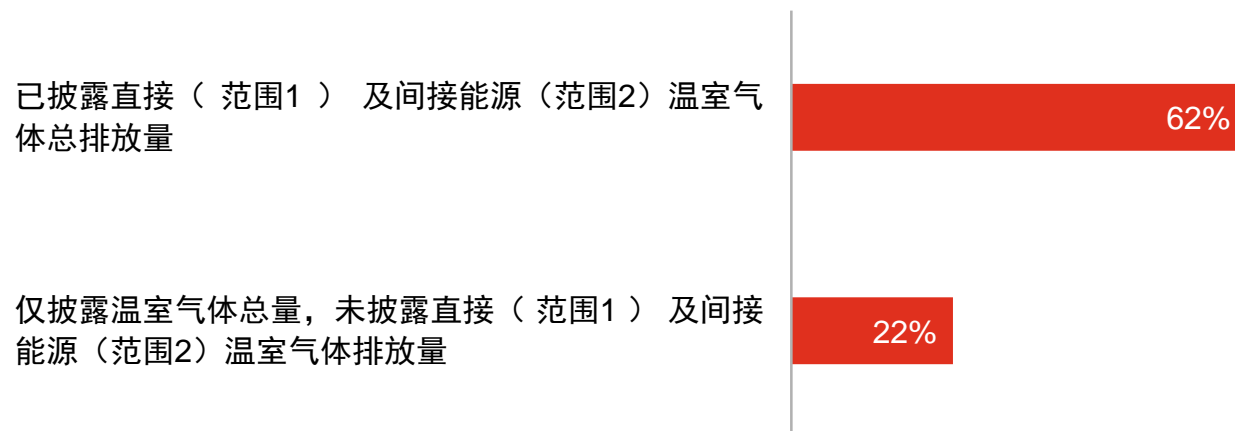 已披露直接（ 范围1 ） 及间接能源（范围2）温室气
体总排放量
62%
仅披露温室气体总量，未披露直接（ 范围1 ） 及间接
能源（范围2）温室气体排放量
22%